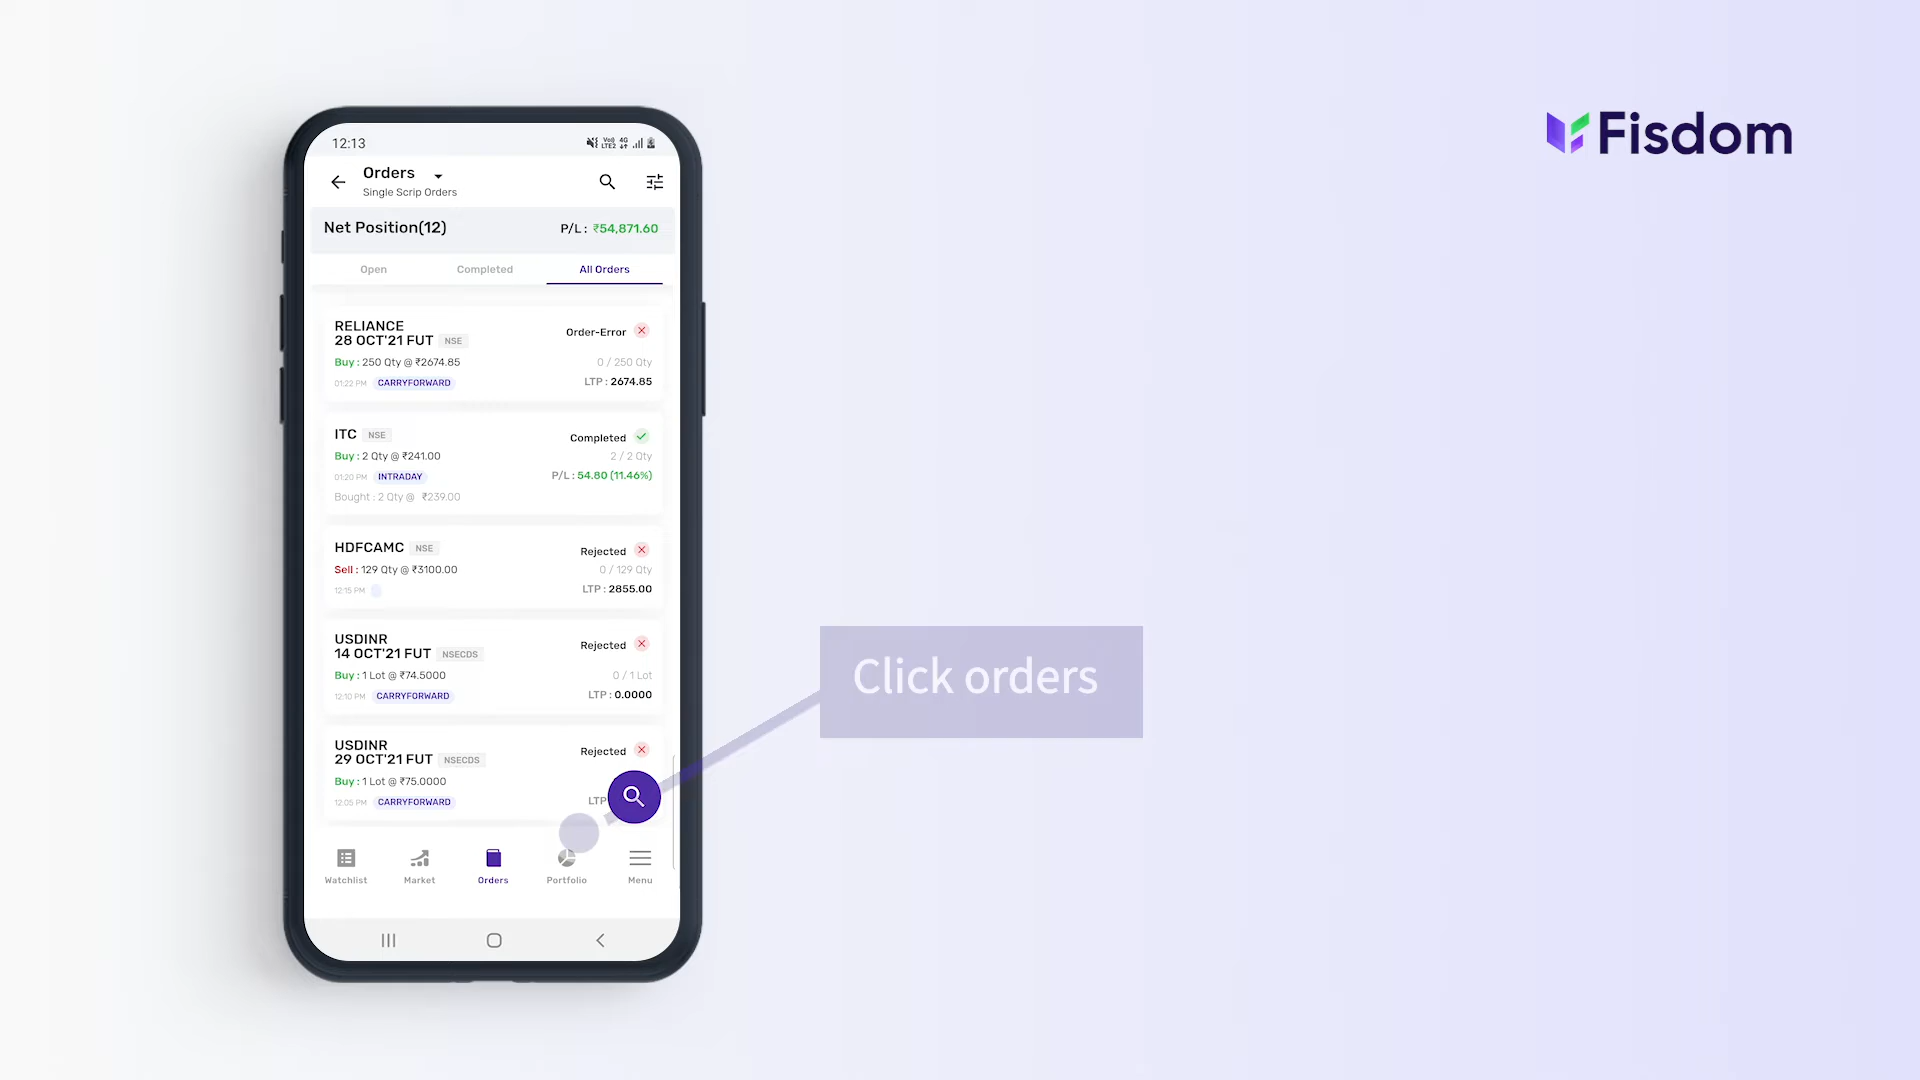 Fisdom
12:13
Orders
Single Scrip Orders
Net Position(12)
P/L : ₹54,871.60
Open
Completed
All Orders
RELIANCE
28 OCT'21 FUT NSE
Order-Error
Buy : 250 Qty @ ₹2674.85
0 / 250 Qty
01:22 PM CARRYFORWARD
LTP : 2674.85
ITC NSE
Completed
Buy : 2 Qty @ ₹241.00
2 / 2 Qty
01:20 PM INTRADAY
P/L : 54.80 (11.46%)
Bought : 2 Qty @ ₹239.00
HDFCAMC NSE
Rejected
Sell : 129 Qty @ ₹3100.00
0 / 129 Qty
12:15 PM
LTP : 2855.00
USDINR
14 OCT'21 FUT NSECDS
Rejected
Buy : 1 Lot @ ₹74.5000
0 / 1 Lot
12:10 PM CARRYFORWARD
LTP : 0.0000
USDINR
29 OCT'21 FUT NSECDS
Rejected
Buy : 1 Lot @ ₹75.0000
12:05 PM CARRYFORWARD
LTP
Click orders
Watchlist
Market
Orders
Portfolio
Menu